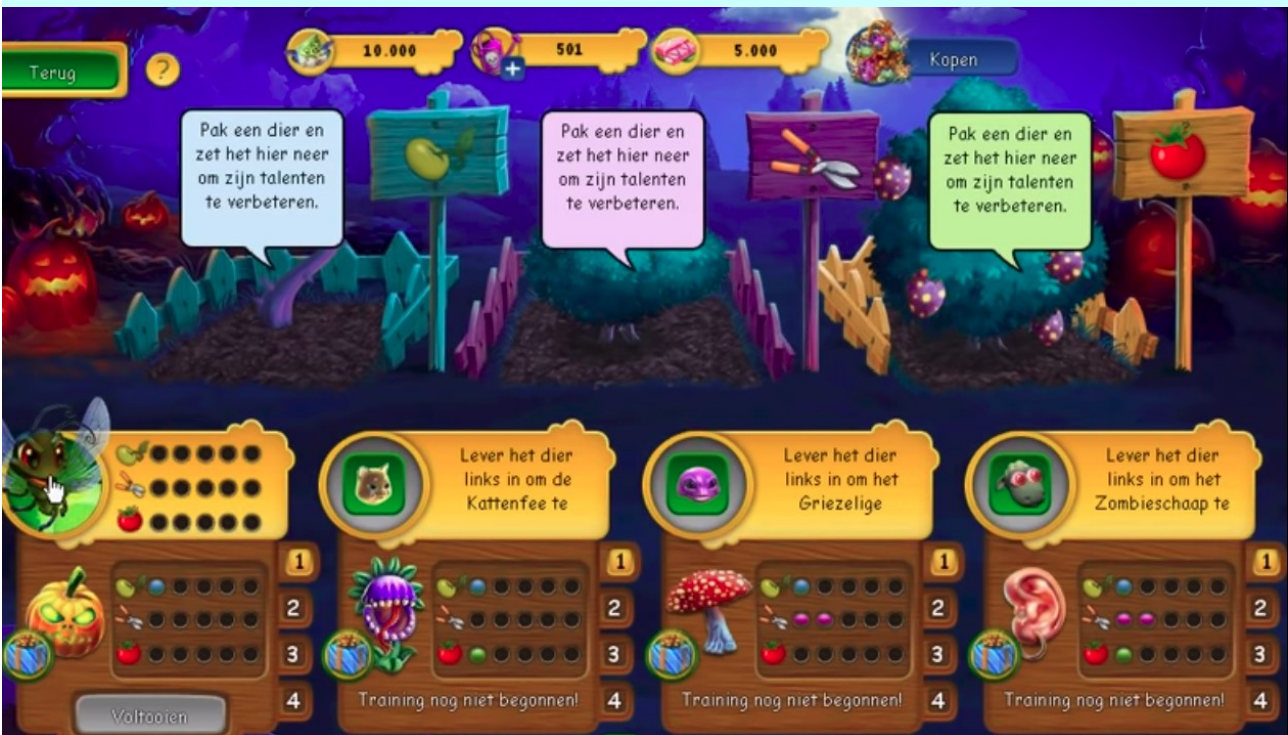 Terug
?
10.000
501
5.000
Kopen
Pak een dier en
zet het hier neer
om zijn talenten
te verbeteren.
Pak een dier en
zet het hier neer
om zijn talenten
te verbeteren.
Pak een dier en
zet het hier neer
om zijn talenten
te verbeteren.
Lever het dier
links in om de
Kattenfee te
Lever het dier
links in om het
Griezelige
Lever het dier
links in om het
Zombieschaap te
1
2
3
4
Voltooien
1
2
3
4
Training nog niet begonnen!
1
2
3
4
Training nog niet begonnen!
1
2
3
4
Training nog niet begonnen!